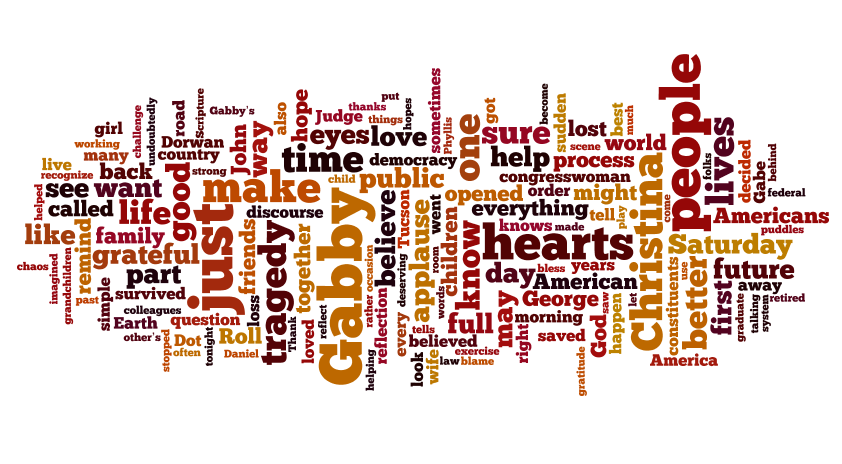 people
put
thanks
things
hopes
Judge
hope
also
road
Scripture
Gabby's
undoubtedly
challenge
girl
working
many
Dorwan
country
John
way
eyes
love
sometimes
Phyllis
one
got
sure
become
sudden
lost
scene
best
much
world
lives
folks
decided
Gabe
behind
federal
live
recognize
back
strong
time
democracy
help
process
congresswoman
helped
see
want
good
make
child
public
opened
order
might
Christina
come
called
life
discourse
Gabby
believe
Tucson
applause
went
room
children
everything
knows
made
tell
play
Americans
puddles
like
remind
family
grateful
just
friends
tragedy
together
occasion
deserving
words
know
hearts
Saturday
chaos
imagined
grandchildren
past
part
simple
survived
colleagues
loss
Thank
reflect
rather
reflection
every
day
bless
years
American
constituents
use
better
future
first
away
retired
Earth
other's
question
Roll
Dot
often
stopped
tonight
Daniel
loved
helping
tells
believed
look
wife
law
exercise
blame
full
may
right
George
morning
saved
gratitude
God
saw
happen
let
America
graduate
talking
system